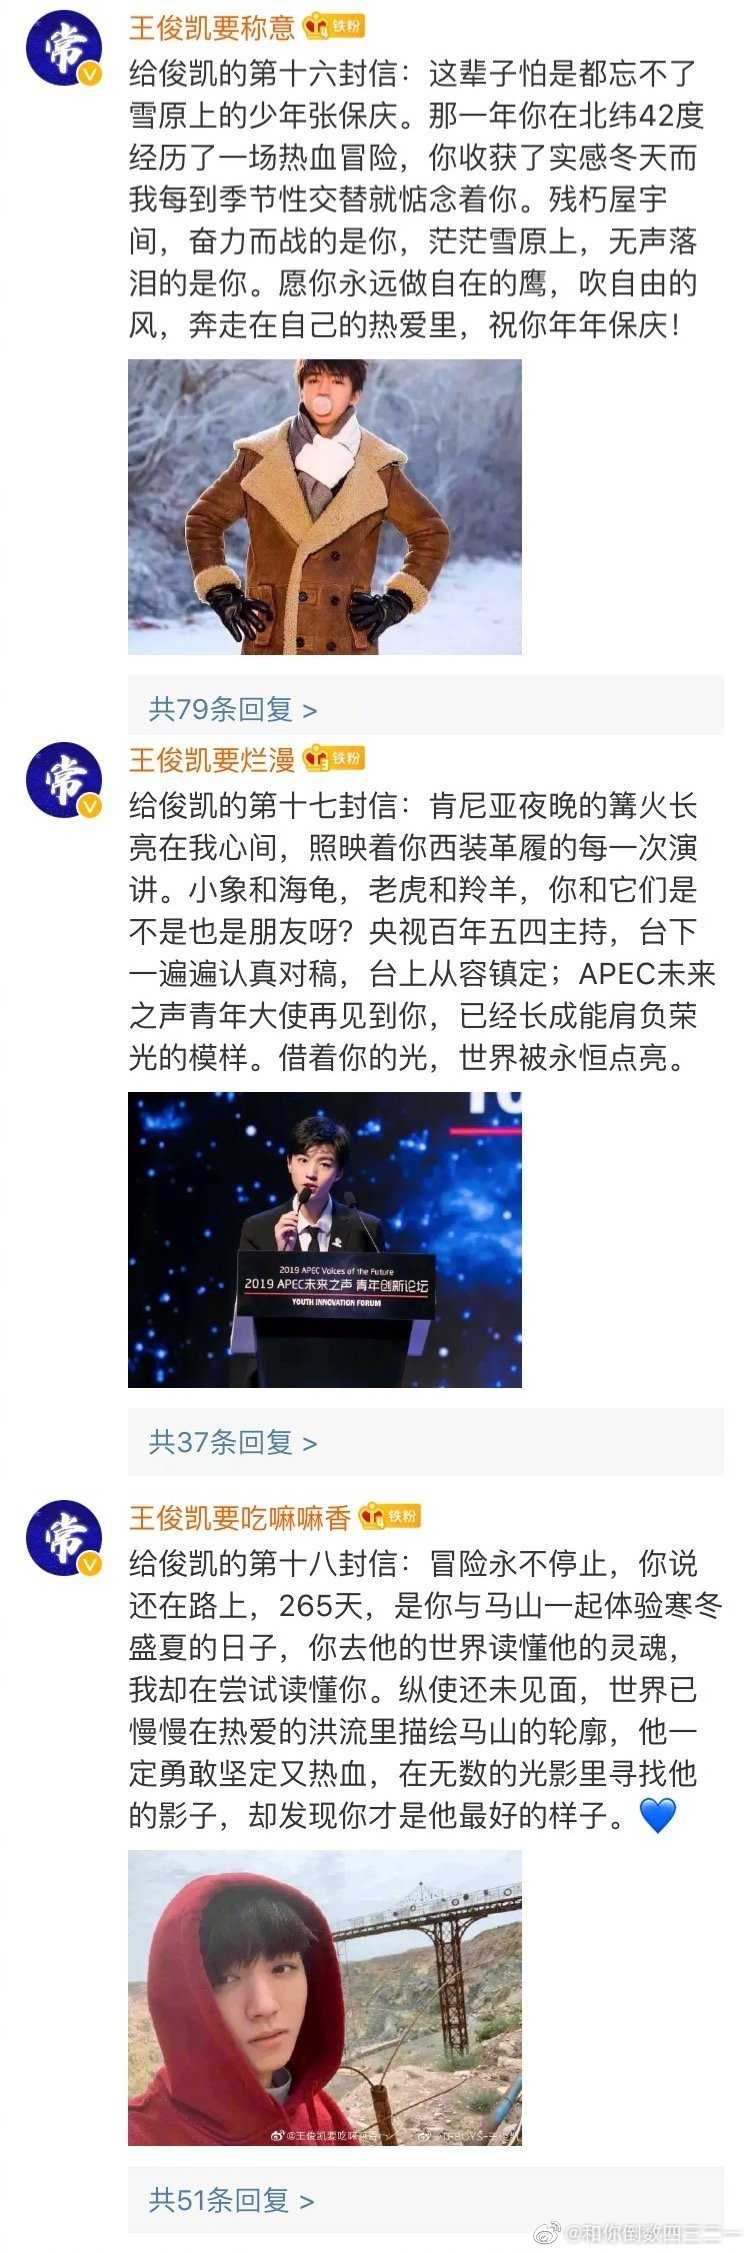 常
王俊凯要称意
4
铁粉
给俊凯的第十六封信：这辈子怕是都忘不了
雪原上的少年张保庆。那一年你在北纬42度
经历了一场热血冒险，你收获了实感冬天而
我每到季节性交替就惦念着你。残朽屋宇
间，奋力而战的是你，茫茫雪原上，无声落
泪的是你。愿你永远做自在的鹰，吹自由的
风，奔走在自己的热爱里，祝你年年保庆！
共79条回复 >
常
王俊凯要烂漫
3
铁粉
给俊凯的第十七封信：肯尼亚夜晚的篝火长
亮在我心间，照映着你西装革履的每一次演
讲。小象和海龟，老虎和羚羊，你和它们是
不是也是朋友呀？央视百年五四主持，台下
一遍遍认真对稿，台上从容镇定；APEC未来
之声青年大使再见到你，已经长成能肩负荣
光的模样。借着你的光，世界被永恒点亮。
2019 APEC Voices of the Future
2019 APEC未来之声 青年创新论坛
YOUTH INNOVATION FORUM
共37条回复 >
常
王俊凯要吃嘛嘛香
4
铁粉
给俊凯的第十八封信：冒险永不停止，你说
还在路上，265天，是你与马山一起体验寒冬
盛夏的日子，你去他的世界读懂他的灵魂，
我却在尝试读懂你。纵使还未见面，世界已
慢慢在热爱的洪流里描绘马山的轮廓，他一
定勇敢坚定又热血，在无数的光影里寻找他
的影子，却发现你才是他最好的样子。💙
@王俊凯要吃嘛嘛香
共51条回复 >
@和你倒数四三二一